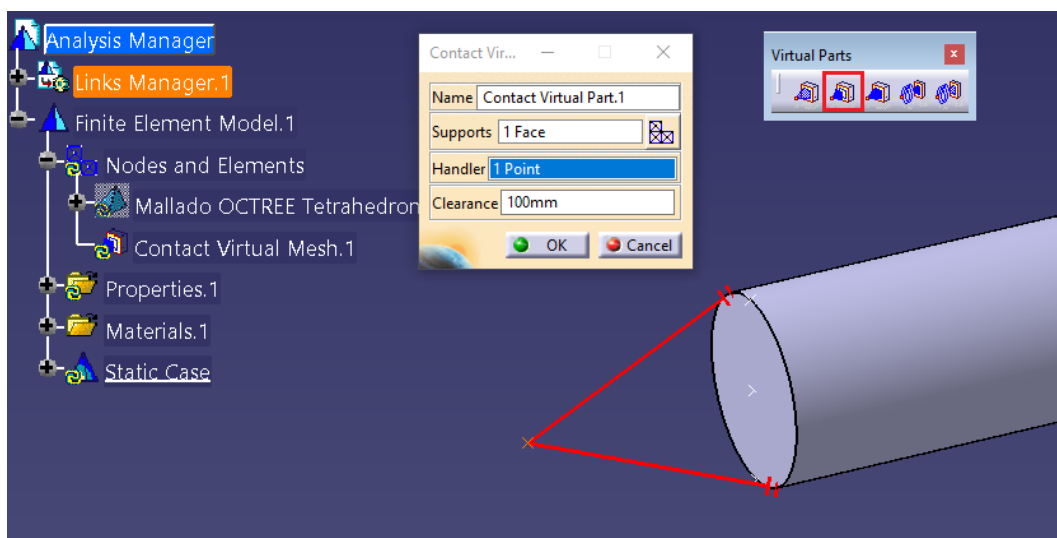 Analysis Manager
Links Manager.1
Finite Element Model.1
Nodes and Elements
Mallado OCTREE Tetrahedron
Contact Virtual Mesh.1
Properties.1
Materials.1
Static Case
Contact Vir...
Name Contact Virtual Part.1
Supports 1 Face
Handler 1 Point
Clearance 100mm
OK Cancel
Virtual Parts